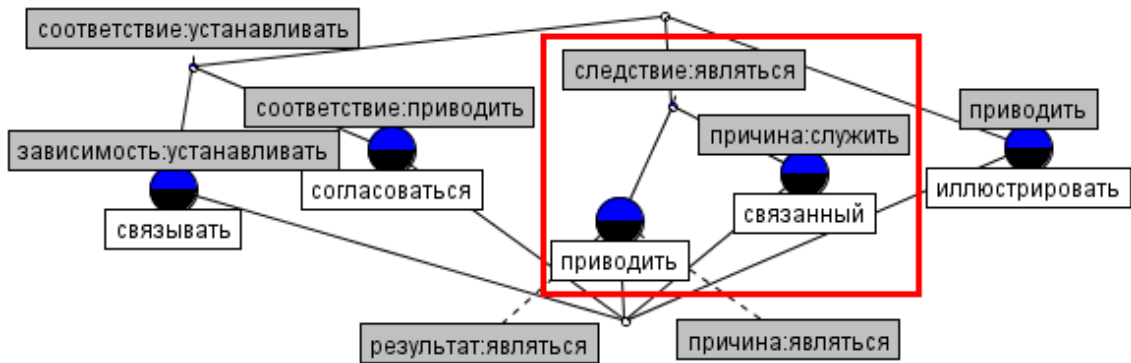 соответствие:устанавливать
следствие:являться
соответствие:приводить
приводить
причина:служить
зависимость:устанавливать
согласоваться
иллюстрировать
связанный
связывать
приводить
результат:являться
причина:являться